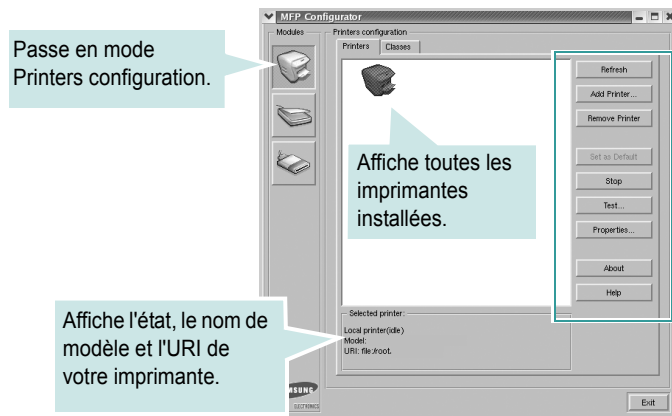 MFP Configurator
Modules
Printers configuration
Printers
Classes
Passe en mode
Printers configuration.
Refresh
Add Printer...
Remove Printer
Set as Default
Stop
Test...
Properties...
About
Help
Affiche toutes les
imprimantes
installées.
Affiche l'état, le nom de
modèle et l'URI de
votre imprimante.
Selected printer:
Local printer(idle)
Model:
URI: file:/root.
ELECTRONICS
Exit